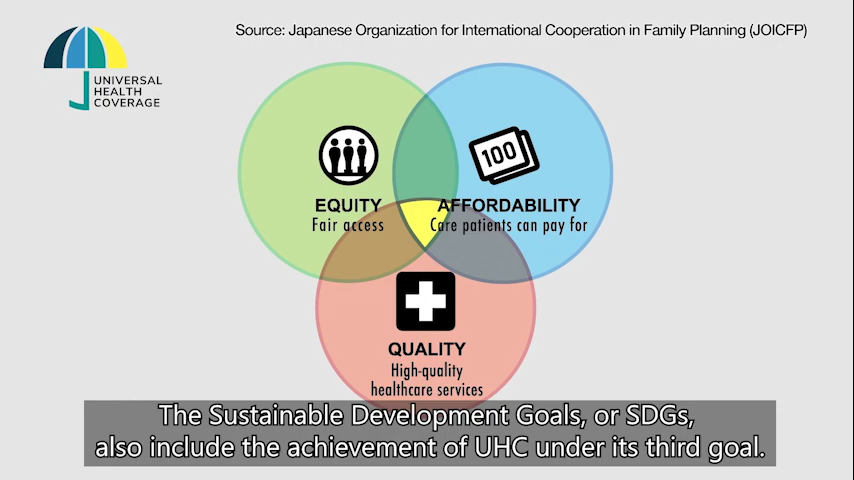 Source: Japanese Organization for International Cooperation in Family Planning (JOICFP)
UNIVERSAL
HEALTH
COVERAGE
100
EQUITY
Fair access
AFFORDABILITY
Care patients can pay for
QUALITY
High-quality
healthcare services
The Sustainable Development Goals, or SDGs,
also include the achievement of UHC under its third goal.